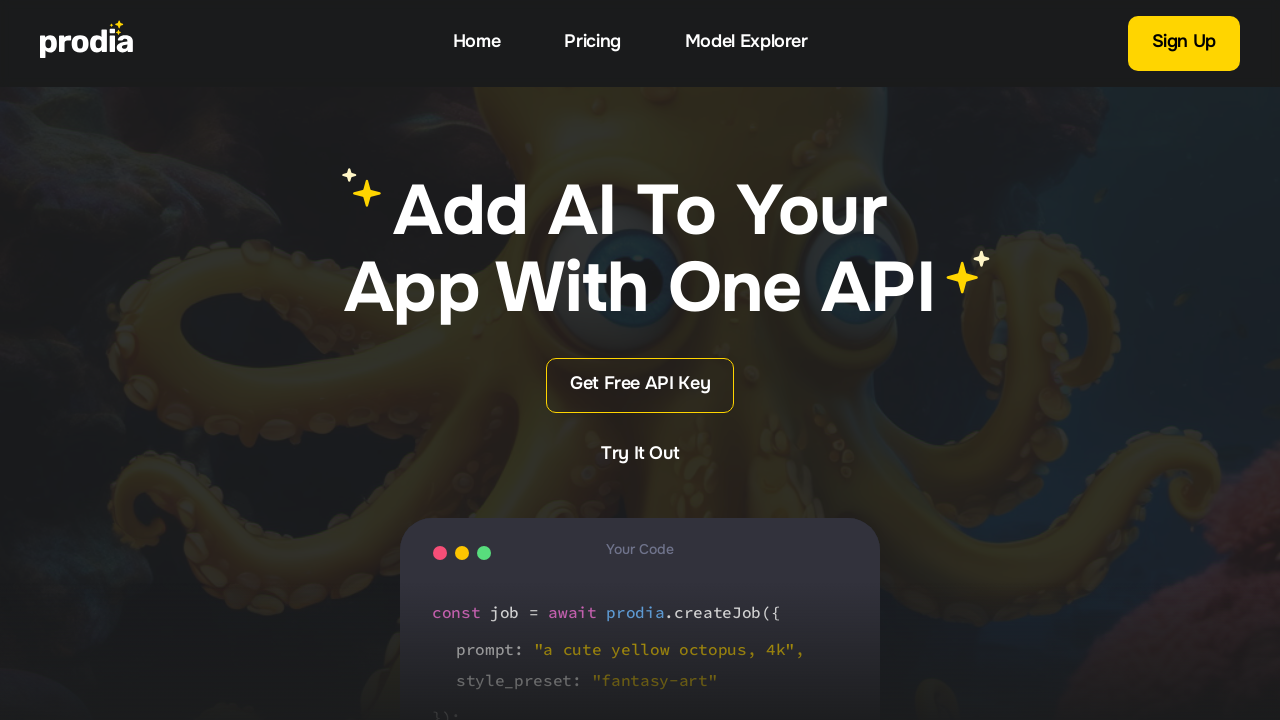 prodia
Home
Pricing
Model Explorer
Sign Up
Add AI To Your
App With One API
Get Free API Key
Try It Out
Your Code
const job = await prodia.createJob({
prompt: "a cute yellow octopus, 4k",
style_preset: "fantasy-art"
});